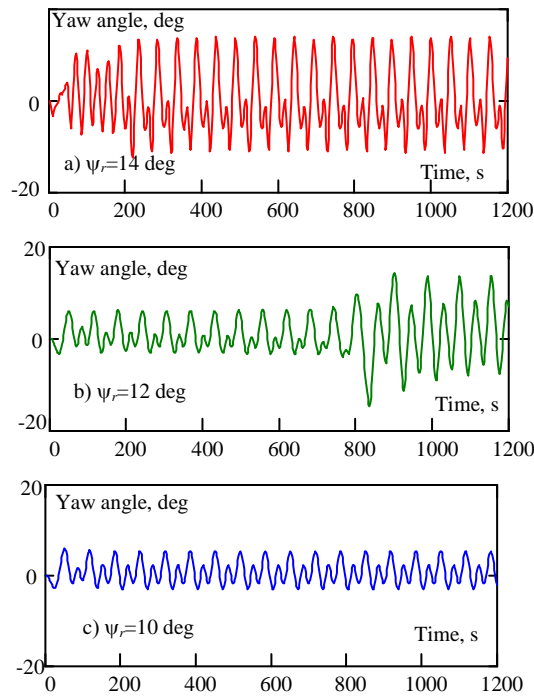 Yaw angle, deg
0
a) ψr=14 deg
Time, s
-20
0 200 400 600 800 1000 1200
20
Yaw angle, deg
0
b) ψr=12 deg
Time, s
-20
0 200 400 600 800 1000 1200
20
Yaw angle, deg
0
c) ψr=10 deg
Time, s
-20
0 200 400 600 800 1000 1200